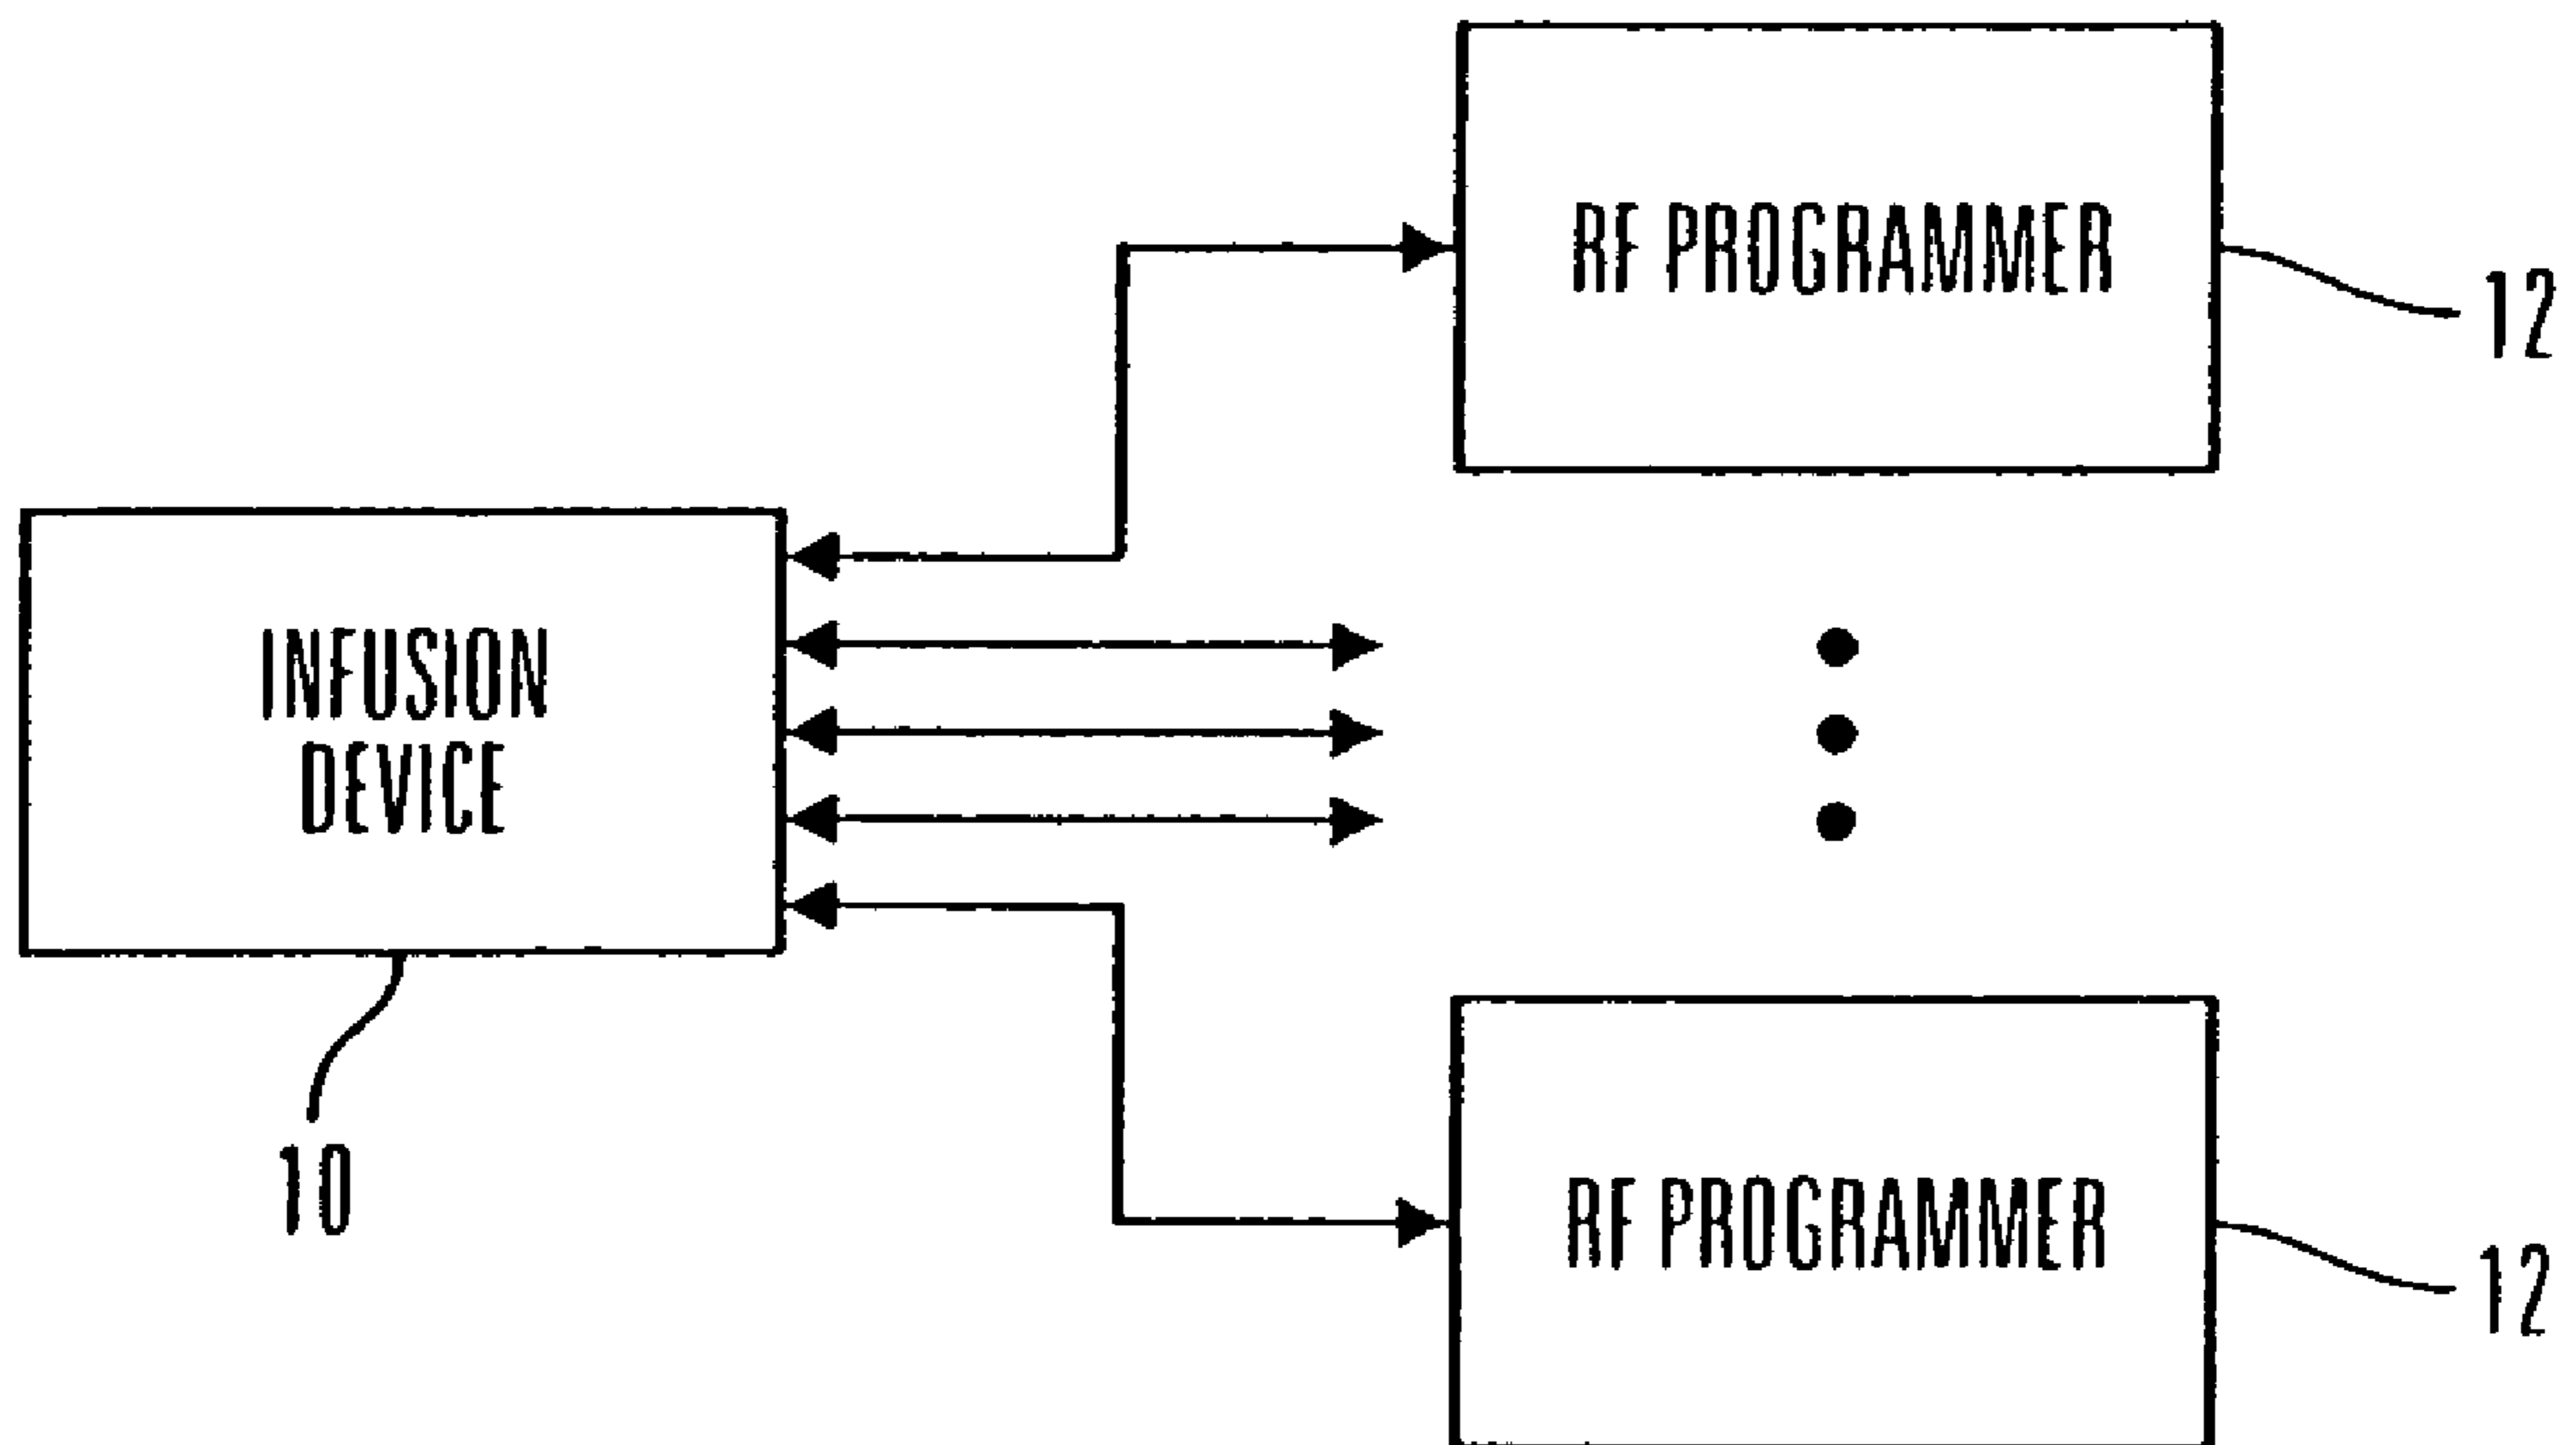 RF PROGRAMMER
12
INFUSION
DEVICE
10
RF PROGRAMMER
12